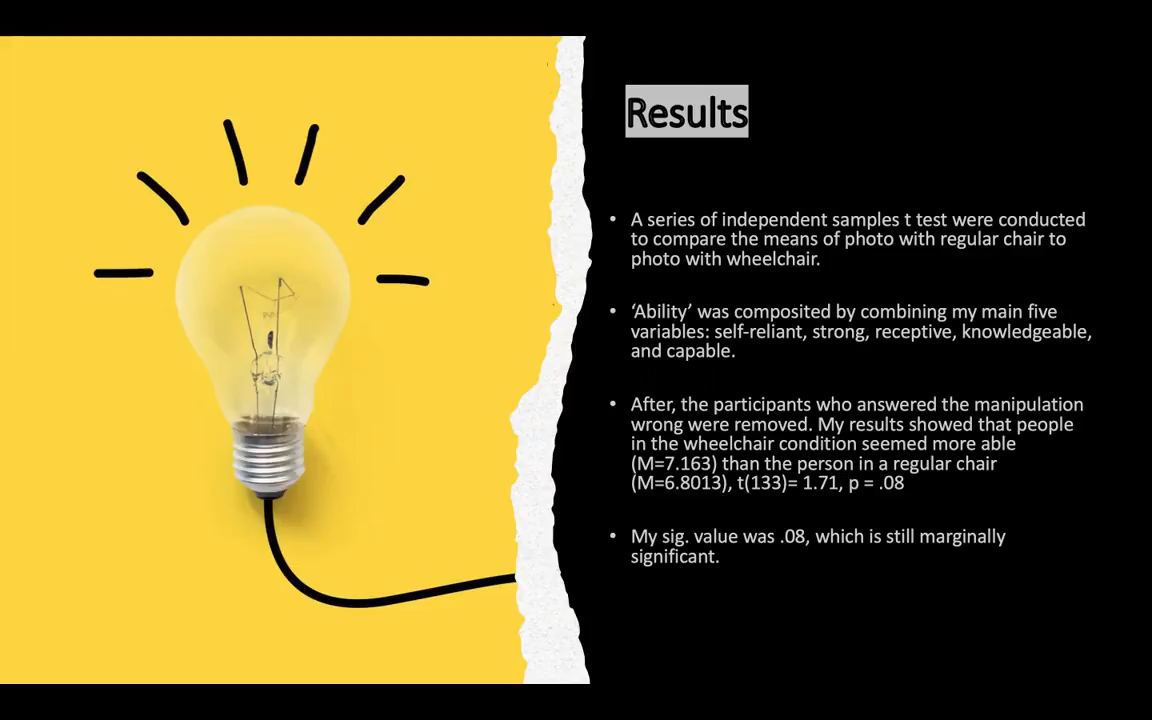 Results
• A series of independent samples t test were conducted
to compare the means of photo with regular chair to
photo with wheelchair.
• ‘Ability’ was composited by combining my main five
variables: self-reliant, strong, receptive, knowledgeable,
and capable.
• After, the participants who answered the manipulation
wrong were removed. My results showed that people
in the wheelchair condition seemed more able
(M=7.163) than the person in a regular chair
(M=6.8013), t(133)= 1.71, p = .08
• My sig. value was .08, which is still marginally
significant.